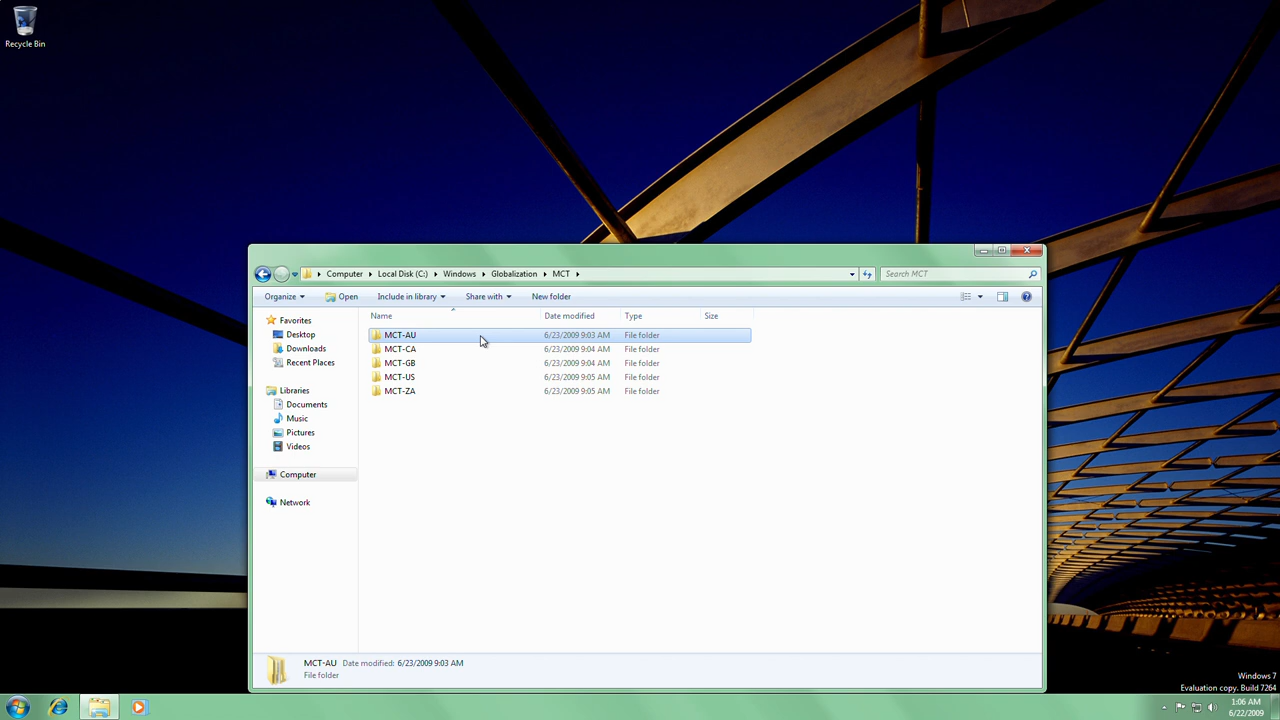 Recycle Bin
Computer Local Disk (C:) Windows Globalization MCT
Search MCT
Organize Open Include in library Share with New folder
Name Date modified Type Size
Favorites
Desktop
Downloads
Recent Places
Libraries
Documents
Music
Pictures
Videos
Computer
Network
MCT-AU 6/23/2009 9:03 AM File folder
MCT-CA 6/23/2009 9:04 AM File folder
MCT-GB 6/23/2009 9:04 AM File folder
MCT-US 6/23/2009 9:05 AM File folder
MCT-ZA 6/23/2009 9:05 AM File folder
MCT-AU Date modified: 6/23/2009 9:03 AM
File folder
Windows 7
Evaluation copy. Build 7264
1:06 AM
6/22/2009